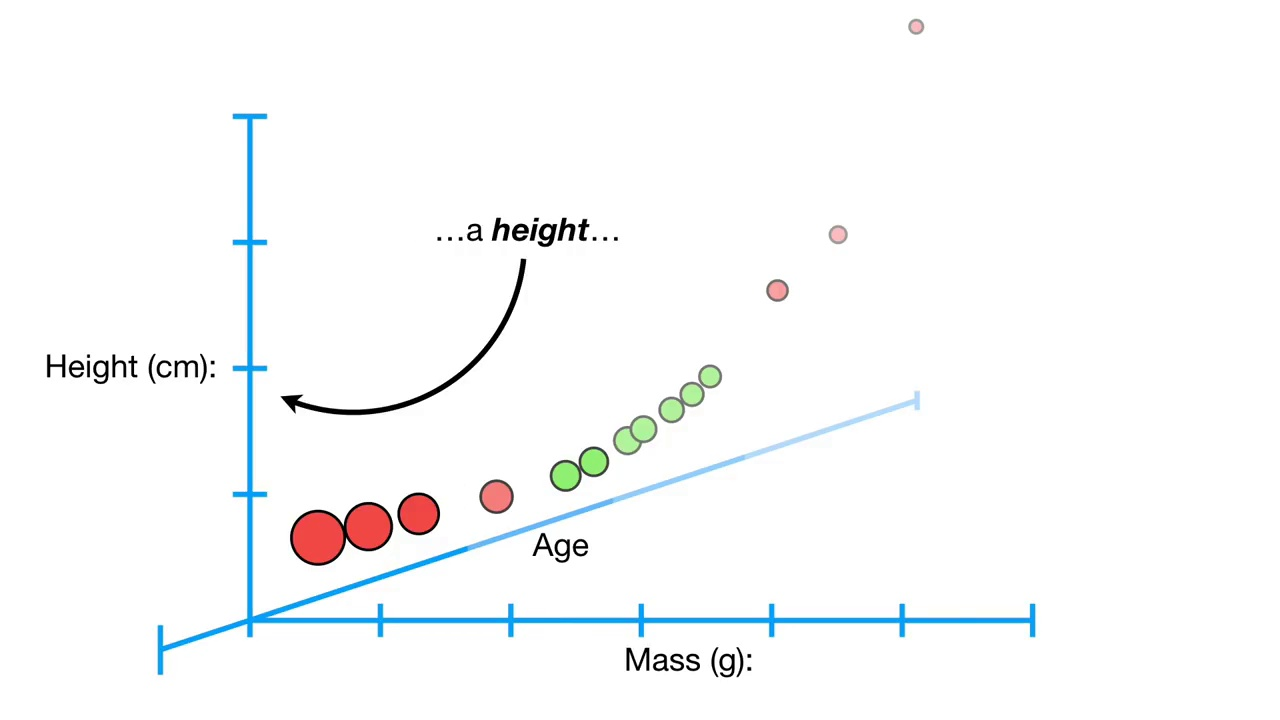 …a height…
Height (cm):
Age
Mass (g):